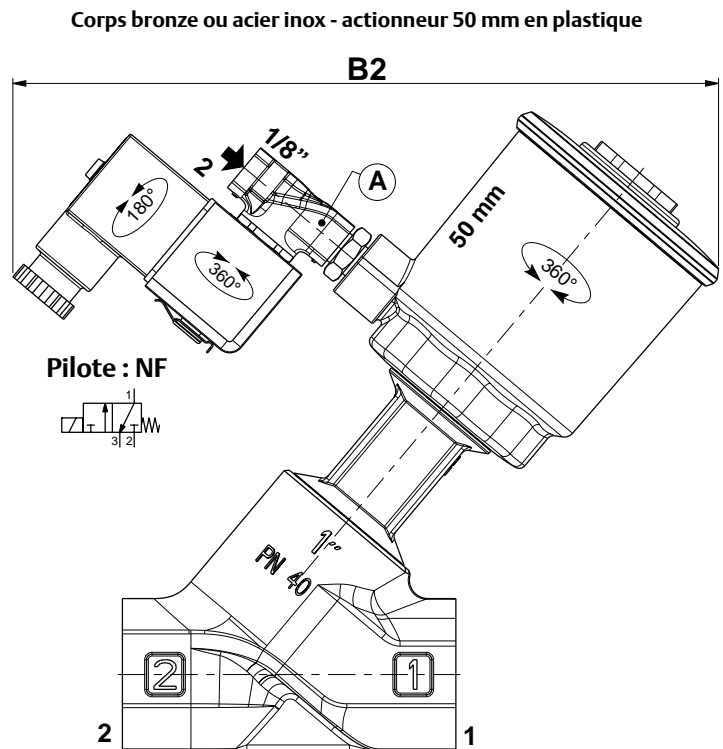 Corps bronze ou acier inox - actionneur 50 mm en plastique
B2
1/8”
2
A
180°
50 mm
360°
360°
Pilote : NF
1
3 2
1”
PN 40
2
1
2
1